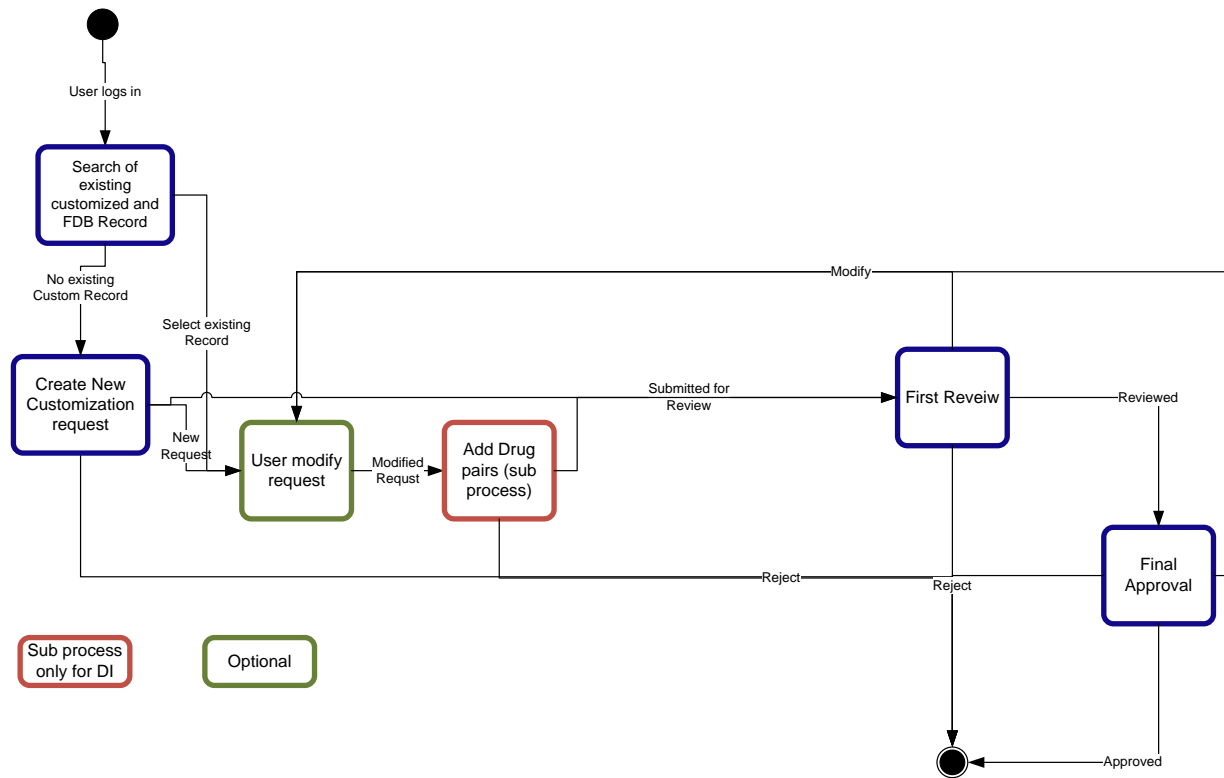 User logs in
Search of
existing
customized and
FDB Record
No existing
Custom Record
Select existing
Record
Modify
Create New
Customization
request
New
Request
User modify
request
Modified
Requst
Add Drug
pairs (sub
process)
Submitted for
Review
First Reveiw
Reviewed
Final
Approval
Reject
Reject
Sub process
only for DI
Optional
Approved